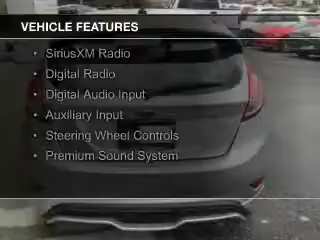 VEHICLE FEATURES
• SiriusXM Radio
• Digital Radio
• Digital Audio Input
• Auxiliary Input
• Steering Wheel Controls
• Premium Sound System